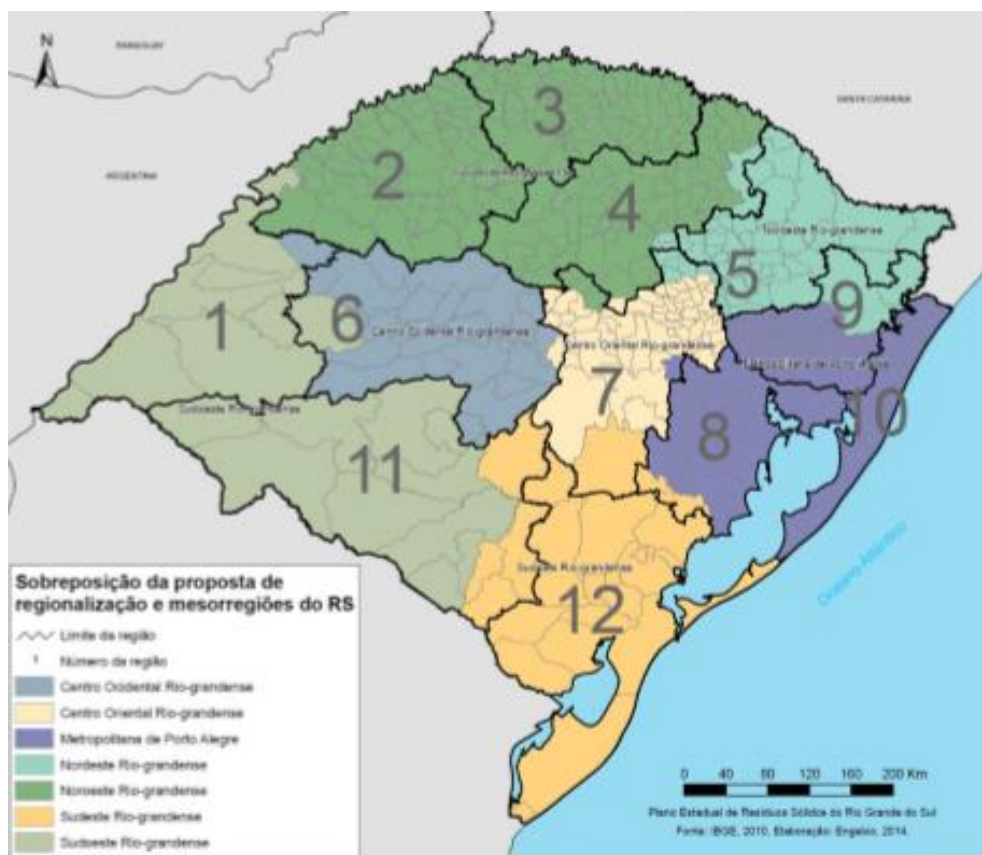 N
PARAGUAY
SANTA CATARINA
ARGENTINA
3
2
4
Nordeste Rio-grandense
5
9
1
6
Centro Ocidental Rio-grandense
Centro Oriental Rio-grandense
7
Sudoeste Rio-grandense
10
8
11
Sudeste Rio-grandense
12
Oceano Atlântico
Sobreposição da proposta de
regionalização e mesorregiões do RS
Limite da região
1 Número da região
Centro Ocidental Rio-grandense
Centro Oriental Rio-grandense
Metropolitana de Porto Alegre
Nordeste Rio-grandense
Noroeste Rio-grandense
Sudeste Rio-grandense
Sudoeste Rio-grandense
0 40 80 120 160 200 Km
Plano Estadual de Resíduos Sólidos do Rio Grande do Sul
Fonte: IBGE, 2010, Elaboração: Engebio, 2014.